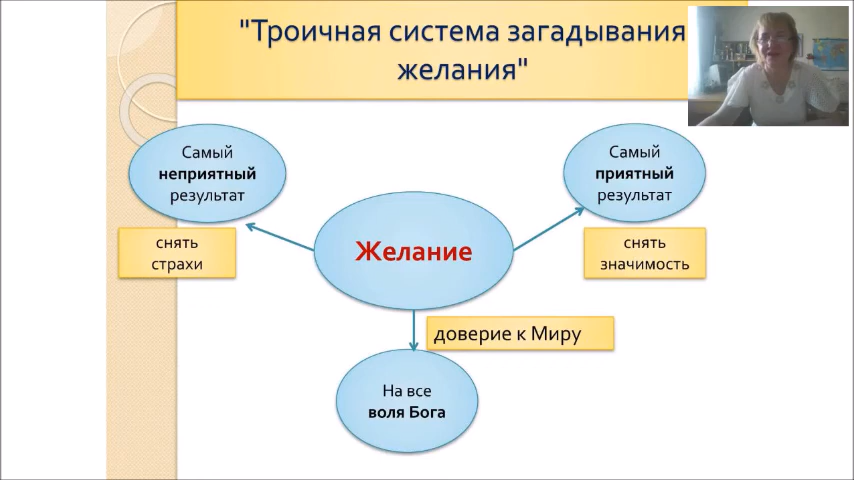 "Троичная система загадывания
желания"
Самый
неприятный
результат
Самый
приятный
результат
Желание
снять
страхи
снять
значимость
доверие к Миру
На все
воля Бога